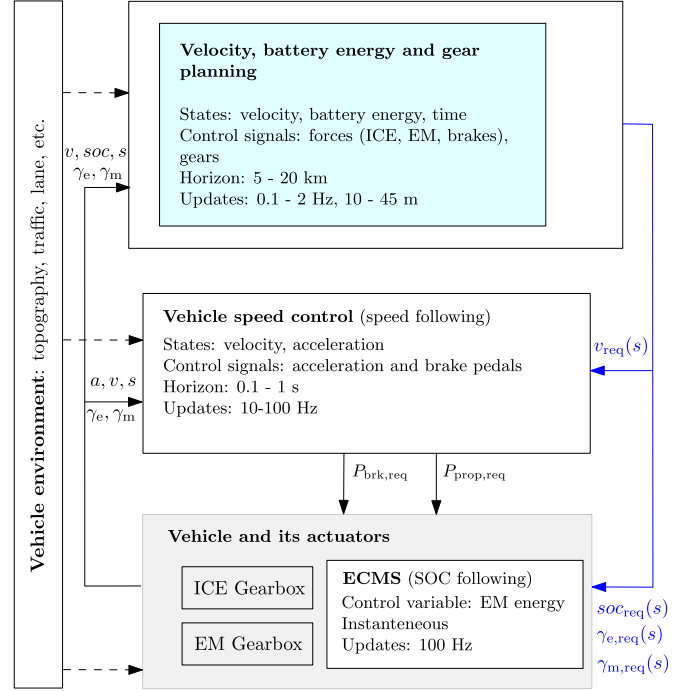 Vehicle environment: topography, traffic, lane, etc.
Velocity, battery energy and gear
planning
States: velocity, battery energy, time
Control signals: forces (ICE, EM, brakes),
gears
Horizon: 5 - 20 km
Updates: 0.1 - 2 Hz, 10 - 45 m
v, soc, s
γe, γm
Vehicle speed control (speed following)
States: velocity, acceleration
Control signals: acceleration and brake pedals
Horizon: 0.1 - 1 s
Updates: 10-100 Hz
vreq(s)
a, v, s
γe, γm
Pbrk,req
Pprop,req
Vehicle and its actuators
ICE Gearbox
EM Gearbox
ECMS (SOC following)
Control variable: EM energy
Instanteneous
Updates: 100 Hz
socreq(s)
γe,req(s)
γm,req(s)